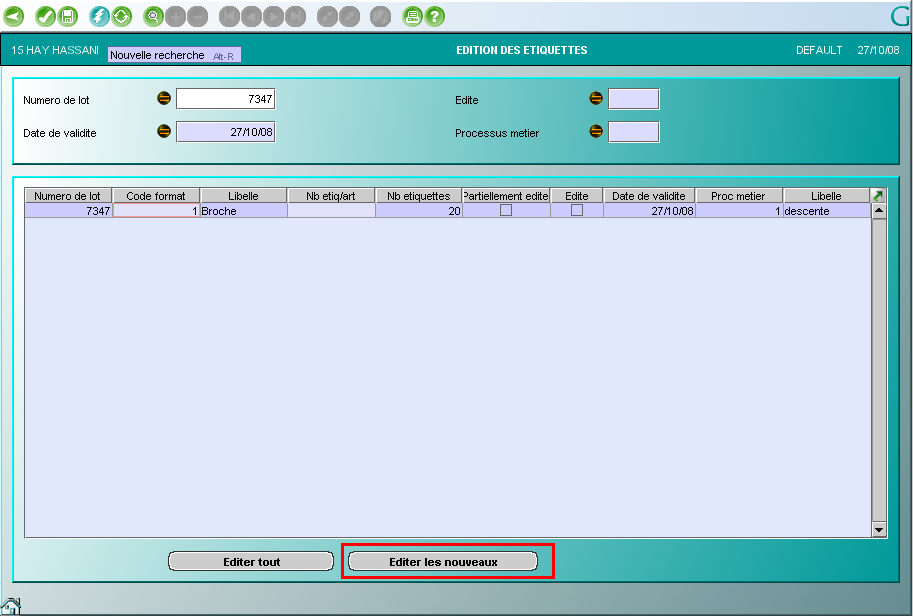 G
15 HAY HASSANI Nouvelle recherche Alt-R EDITION DES ETIQUETTES DEFAULT 27/10/08
Numero de lot 7347 Edite
Date de validite 27/10/08 Processus metier
Numero de lot Code format Libelle Nb etiq/art Nb etiquettes Partiellement edite Edite Date de validite Proc metier Libelle
7347 1 Broche 20 27/10/08 1 descente
Editer tout Editer les nouveaux